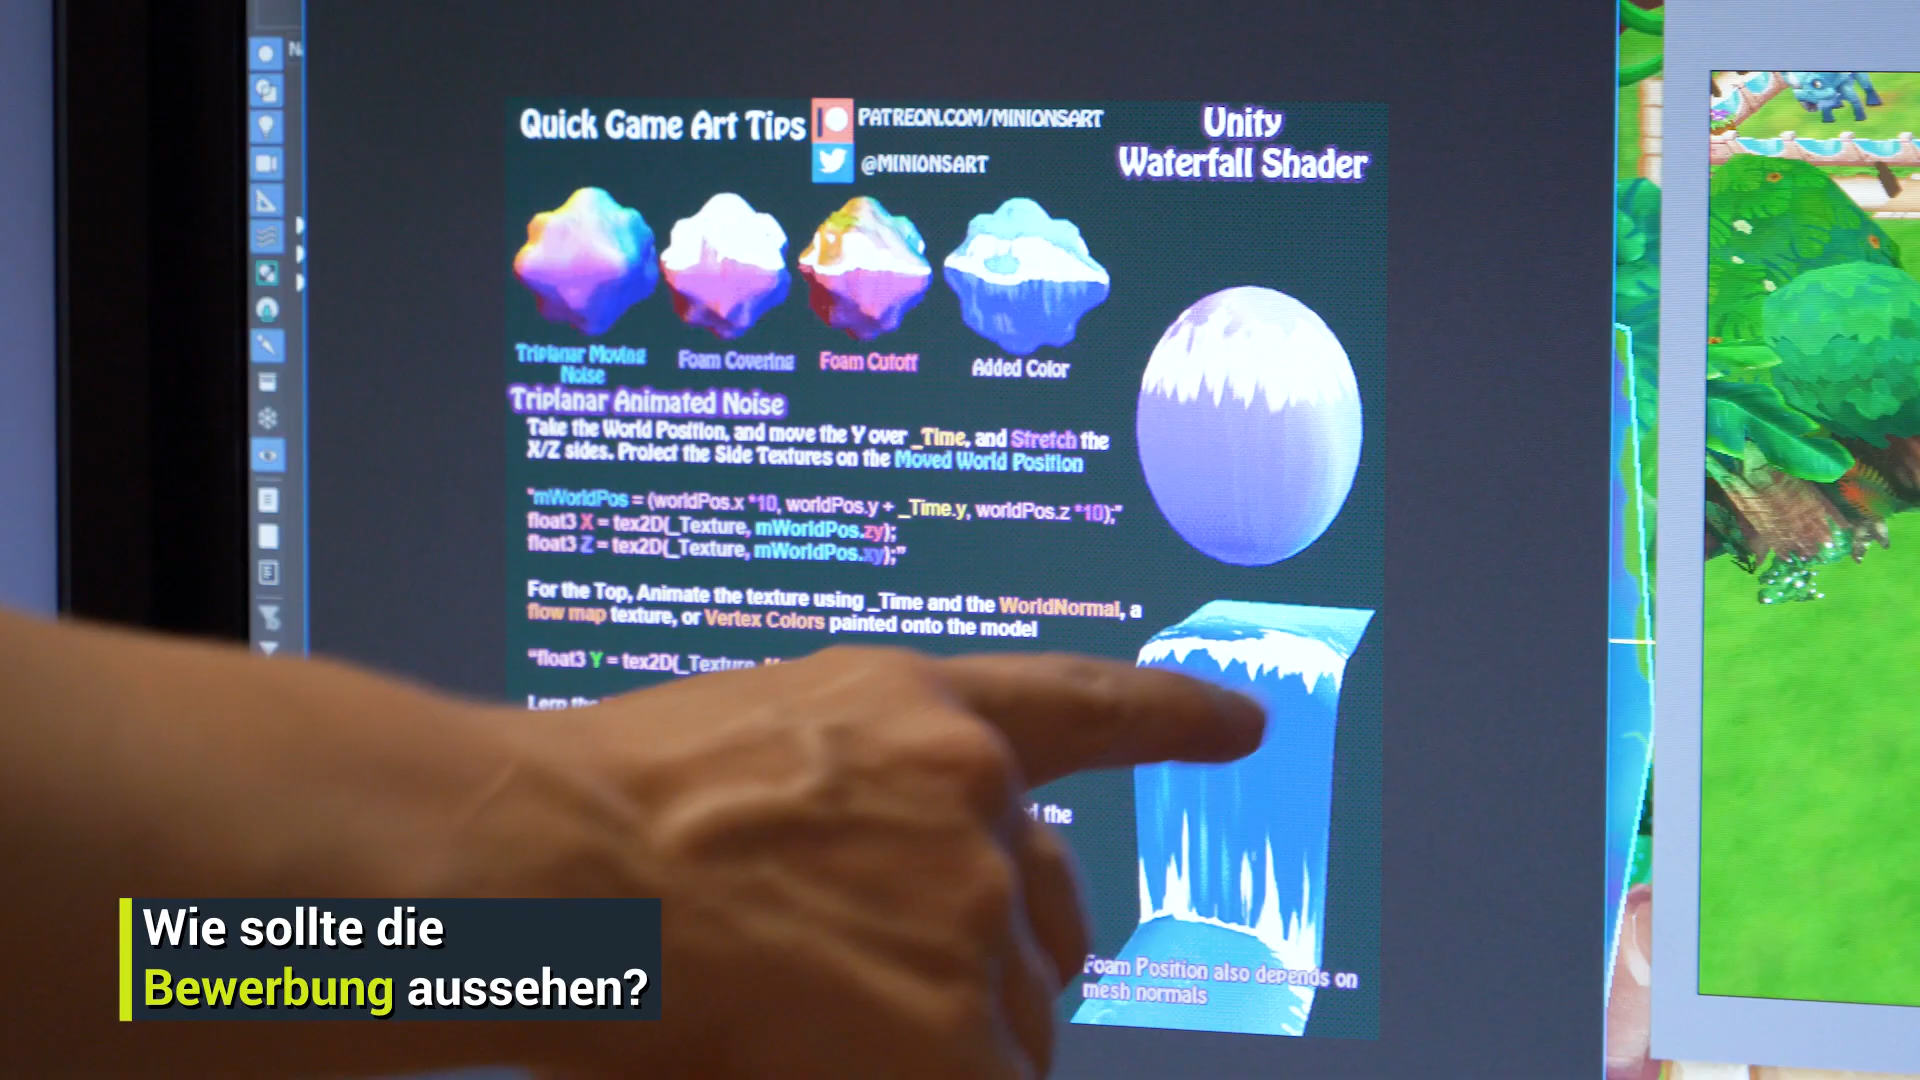 Quick Game Art Tips
PATREON.COM/MINIONSART
@MINIONSART
Unity
Waterfall Shader
Triplanar Moving
Noise
Foam Covering
Foam Cutoff
Added Color
Triplanar Animated Noise
Take the World Position, and move the Y over _Time, and Stretch the
X/Z sides. Project the Side Textures on the Moved World Position
"mWorldPos = (worldPos.x *10, worldPos.y + _Time.y, worldPos.z *10);"
float3 X = tex2D(_Texture, mWorldPos.zy);
float3 Z = tex2D(_Texture, mWorldPos.xy);"
For the Top, Animate the texture using _Time and the WorldNormal, a
flow map texture, or Vertex Colors painted onto the model
"float3 Y = tex2D(_Texture,
Lerp the
the
Foam Position also depends on
mesh normals
Wie sollte die
Bewerbung aussehen?